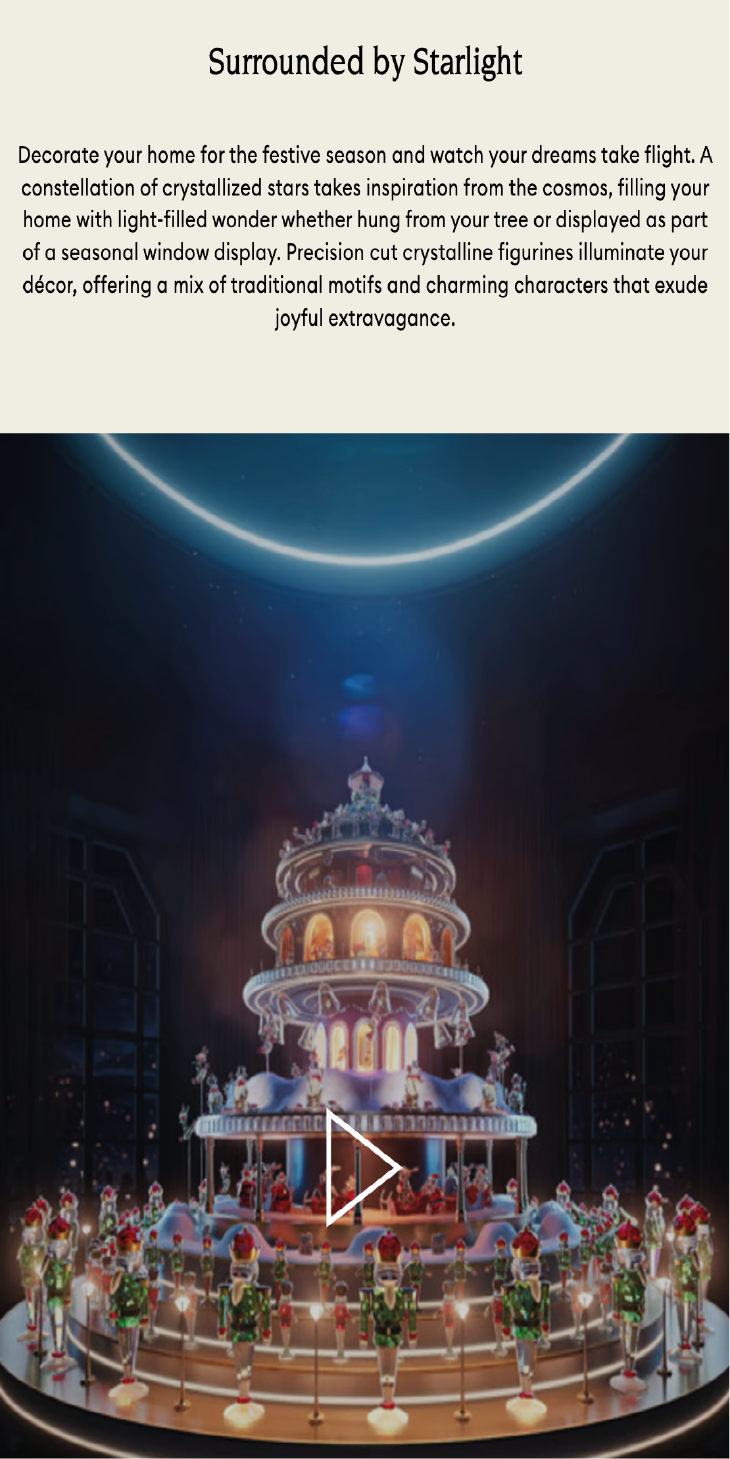 Surrounded by Starlight
Decorate your home for the festive season and watch your dreams take flight. A
constellation of crystallized stars takes inspiration from the cosmos, filling your
home with light-filled wonder whether hung from your tree or displayed as part
of a seasonal window display. Precision cut crystalline figurines illuminate your
décor, offering a mix of traditional motifs and charming characters that exude
joyful extravagance.